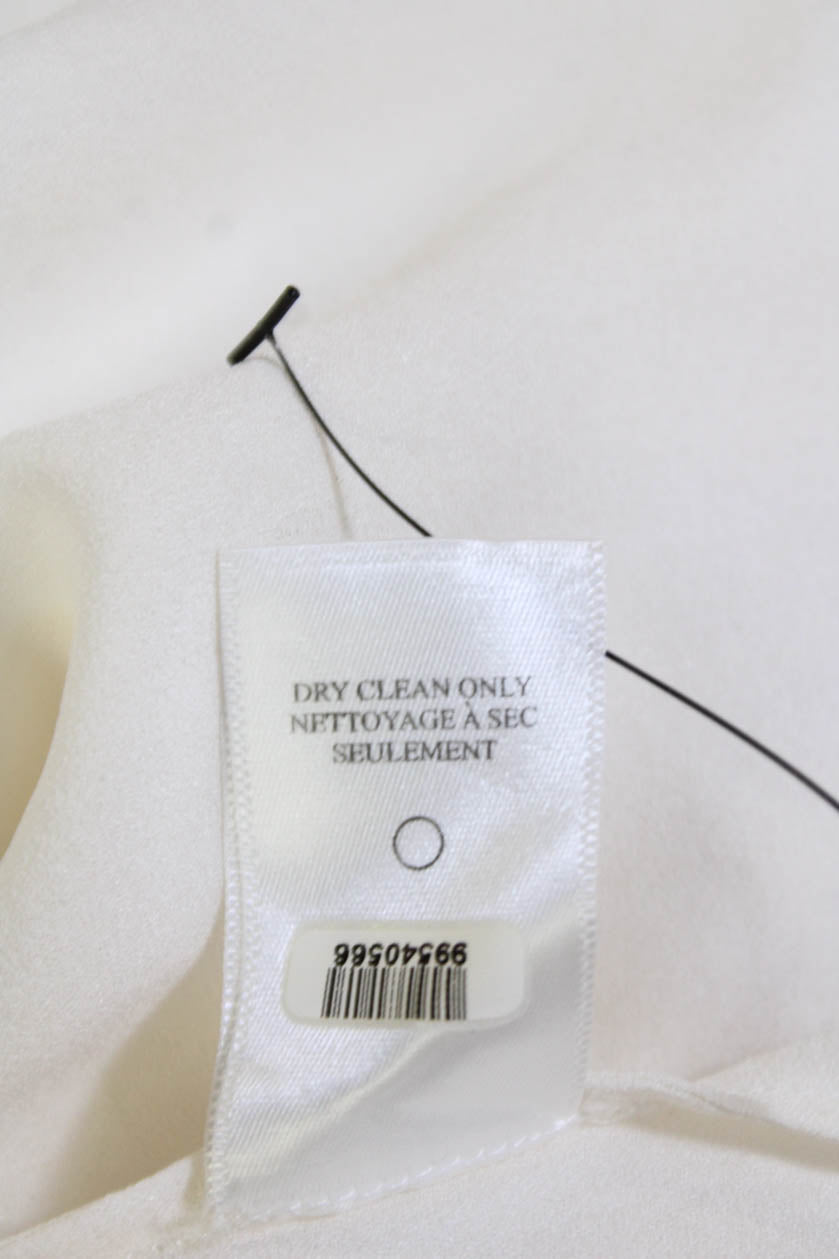 DRY CLEAN ONLY
NETTOYAGE À SEC
SEULEMENT
99540566